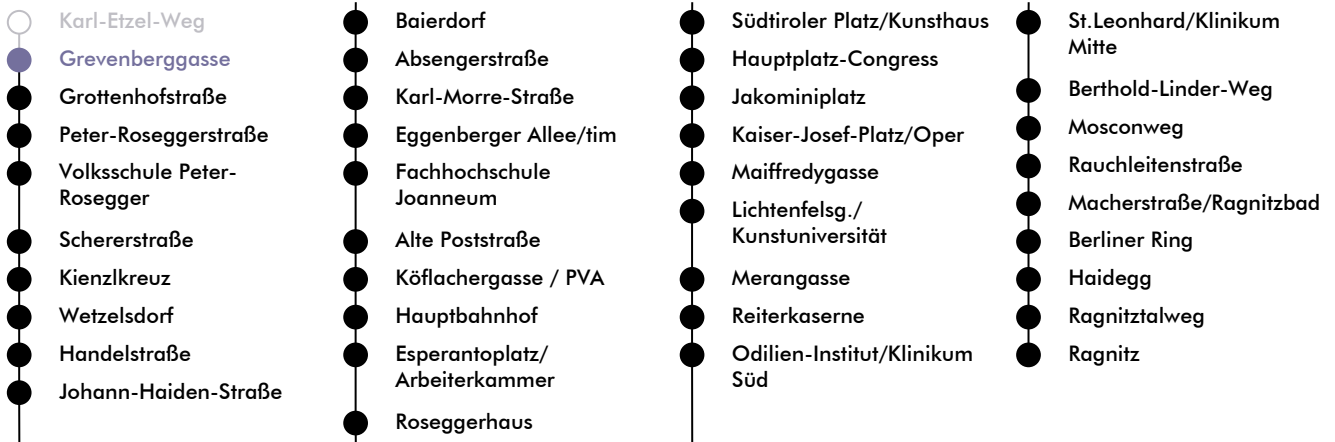 Karl-Etzel-Weg
Grevenberggasse
Grottenhofstraße
Peter-Roseggerstraße
Volksschule Peter-
Rosegger
Schererstraße
Kienzlkreuz
Wetzelsdorf
Handelstraße
Johann-Haiden-Straße
Baierdorf
Absengerstraße
Karl-Morre-Straße
Eggenberger Allee/tim
Fachhochschule
Joanneum
Alte Poststraße
Köflachergasse / PVA
Hauptbahnhof
Esperantoplatz/
Arbeiterkammer
Roseggerhaus
Südtiroler Platz/Kunsthaus
Hauptplatz-Congress
Jakominiplatz
Kaiser-Josef-Platz/Oper
Maiffredygasse
Lichtenfelsg./
Kunstuniversität
Merangasse
Reiterkaserne
Odilien-Institut/Klinikum
Süd
St.Leonhard/Klinikum
Mitte
Berthold-Linder-Weg
Mosconweg
Rauchleitenstraße
Macherstraße/Ragnitzbad
Berliner Ring
Haidegg
Ragnitztalweg
Ragnitz